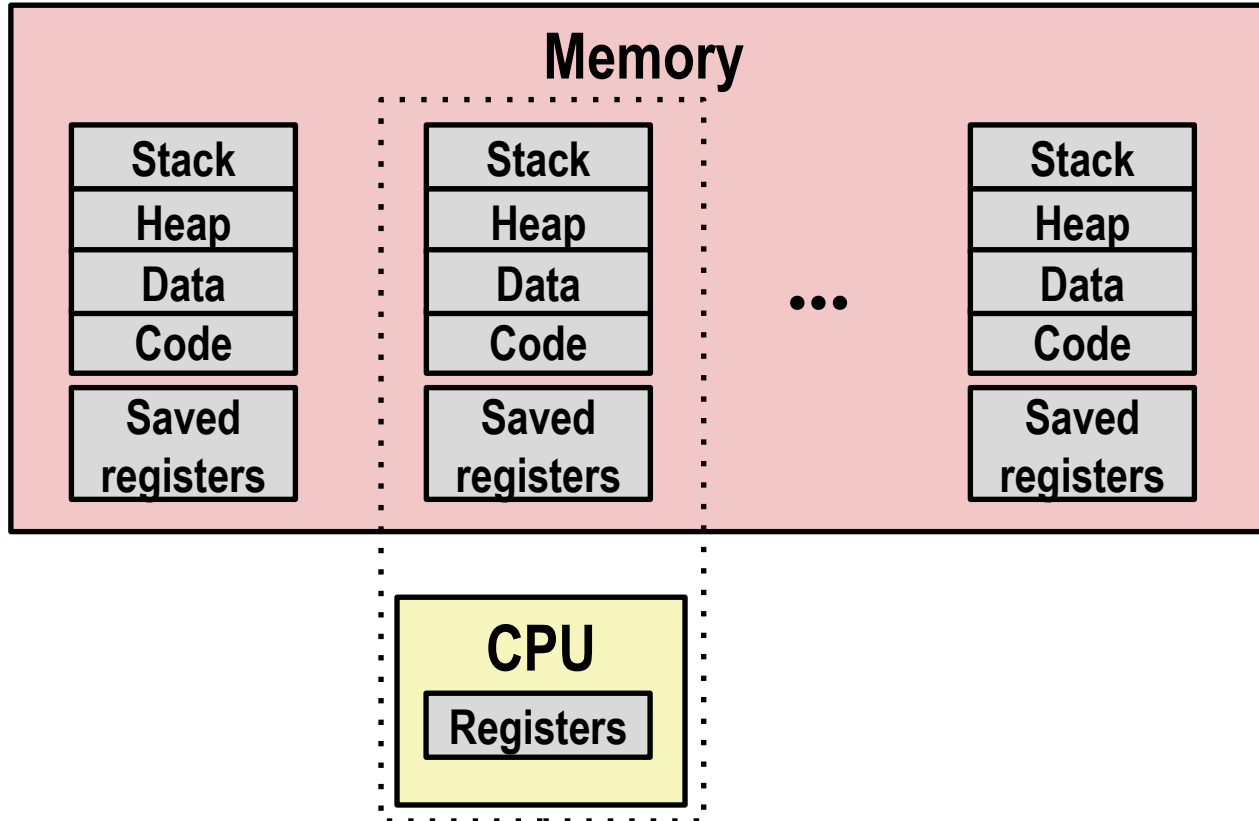 Memory
Stack
Heap
Data
Code
Saved
registers
Stack
Heap
Data
Code
Saved
registers
...
Stack
Heap
Data
Code
Saved
registers
CPU
Registers